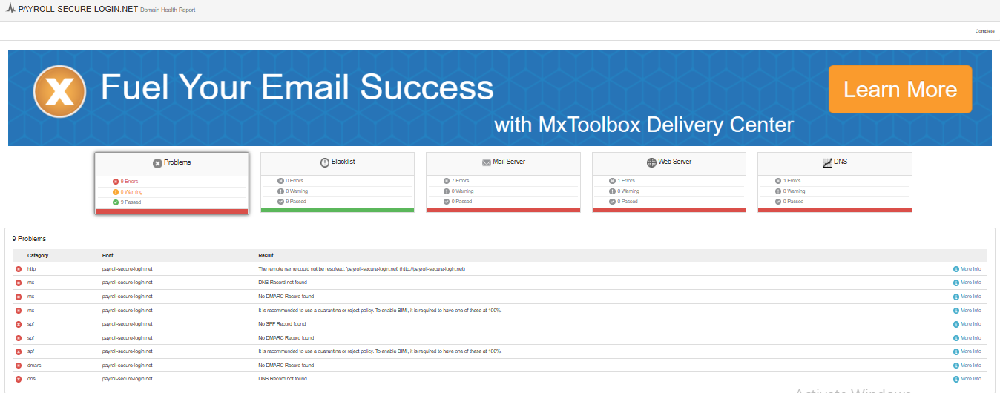 PAYROLL-SECURE-LOGIN.NET Domain Health Report
Complete
X
Fuel Your Email Success
Learn More
with MxToolbox Delivery Center
Problems Blacklist Mail Server Web Server DNS
9 Errors 0 Errors 7 Errors 1 Errors 1 Errors
0 Warning 0 Warning 0 Warning 0 Warning 0 Warning
9 Passed 9 Passed 0 Passed 0 Passed 0 Passed
9 Problems
Category Host Result
http payroll-secure-login.net The remote name could not be resolved: 'payroll-secure-login.net' (http://payroll-secure-login.net) More Info
mx payroll-secure-login.net DNS Record not found More Info
mx payroll-secure-login.net No DMARC Record found More Info
mx payroll-secure-login.net It is recommended to use a quarantine or reject policy. To enable BIMI, it is required to have one of these at 100%. More Info
spf payroll-secure-login.net No SPF Record found More Info
spf payroll-secure-login.net No DMARC Record found More Info
spf payroll-secure-login.net It is recommended to use a quarantine or reject policy. To enable BIMI, it is required to have one of these at 100%. More Info
dmarc payroll-secure-login.net No DMARC Record found More Info
dns payroll-secure-login.net DNS Record not found More Info
Activate Windows